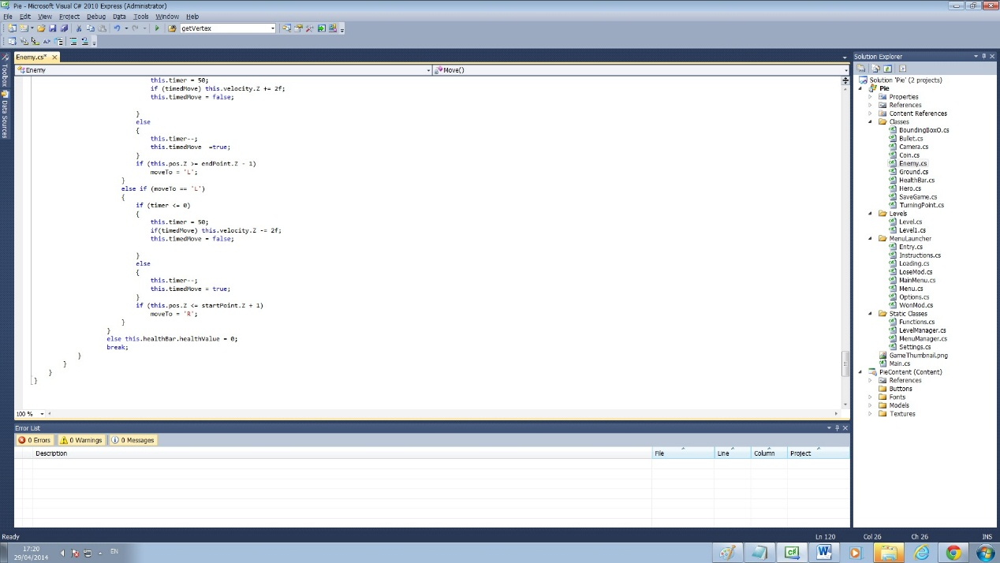 Pie - Microsoft Visual C# 2010 Express (Administrator)
File Edit View Project Debug Data Tools Window Help
getVertex
Enemy.cs*
Enemy
Move()
this.timer = 50;
if (timedMove) this.velocity.Z += 2f;
this.timedMove = false;
}
else
{
this.timer--;
this.timedMove  =true;
}
if (this.pos.Z >= endPoint.Z - 1)
moveTo = 'L';
}
else if (moveTo == 'L')
{
if (timer <= 0)
{
this.timer = 50;
if(timedMove) this.velocity.Z -= 2f;
this.timedMove = false;
}
else
{
this.timer--;
this.timedMove = true;
}
if (this.pos.Z <= startPoint.Z + 1)
moveTo = 'R';
}
}
else this.healthBar.healthValue = 0;
break;
}
}
}
}
100 %
Toolbox
Data Sources
Solution Explorer
Solution 'Pie' (2 projects)
Pie
Properties
References
Content References
Classes
BoundingBoxO.cs
Bullet.cs
Camera.cs
Coin.cs
Enemy.cs
Ground.cs
HealthBar.cs
Hero.cs
SaveGame.cs
TurningPoint.cs
Levels
Level.cs
Level1.cs
MenuLauncher
Entry.cs
Instructions.cs
Loading.cs
LoseMod.cs
MainMenu.cs
Menu.cs
Options.cs
WonMod.cs
Static Classes
Functions.cs
LevelManager.cs
MenuManager.cs
Settings.cs
GameThumbnail.png
Main.cs
PieContent (Content)
References
Buttons
Fonts
Models
Textures
Error List
0 Errors 0 Warnings 0 Messages
Description File Line Column Project
Ready Ln 120 Col 26 Ch 26 INS
17:20
29/04/2014
EN